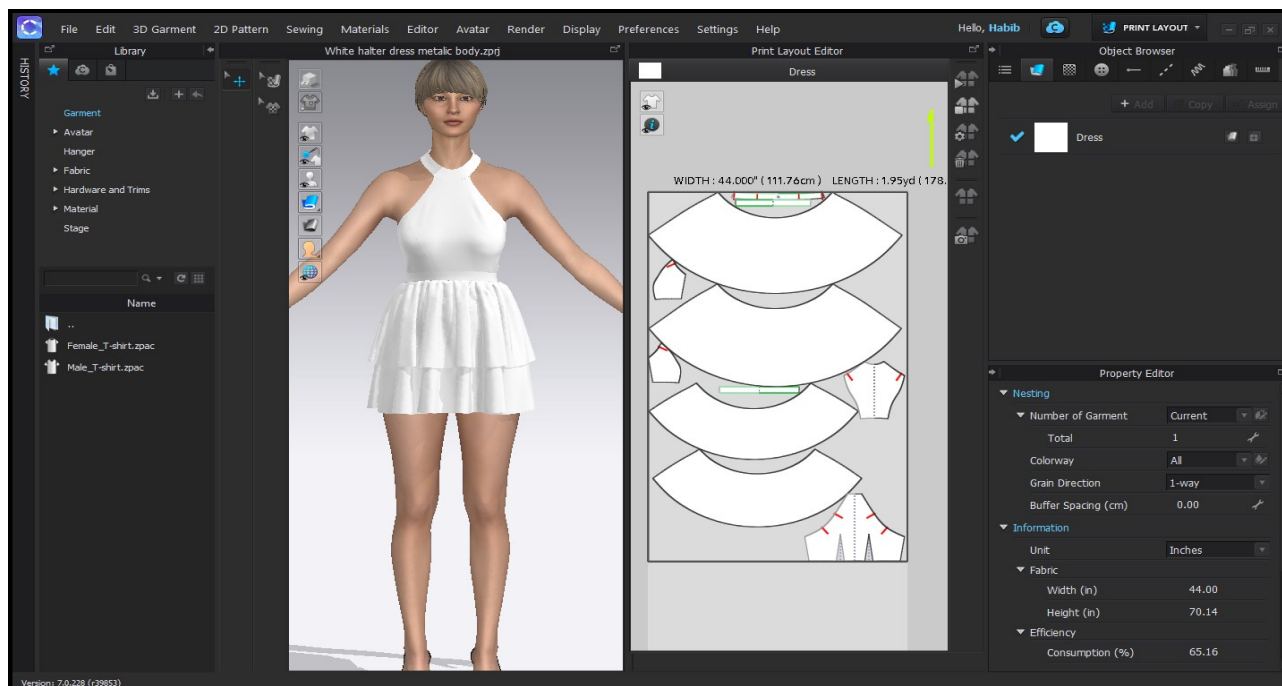 File Edit 3D Garment 2D Pattern Sewing Materials Editor Avatar Render Display Preferences Settings Help Hello, Habib PRINT LAYOUT
Library
White halter dress metalic body.zprj
Print Layout Editor
Object Browser
HISTORY
Dress
+ Add Copy Assign
Garment
Avatar
Hanger
Fabric
Hardware and Trims
Material
Stage
Dress
WIDTH : 44.000" ( 111.76cm ) LENGTH : 1.95yd ( 178.
Name
..
Female_T-shirt.zpac
Male_T-shirt.zpac
Property Editor
Nesting
Number of Garment Current
Total 1
Colorway All
Grain Direction 1-way
Buffer Spacing (cm) 0.00
Information
Unit Inches
Fabric
Width (in) 44.00
Height (in) 70.14
Efficiency
Consumption (%) 65.16
Version: 7.0.228 (r39853)